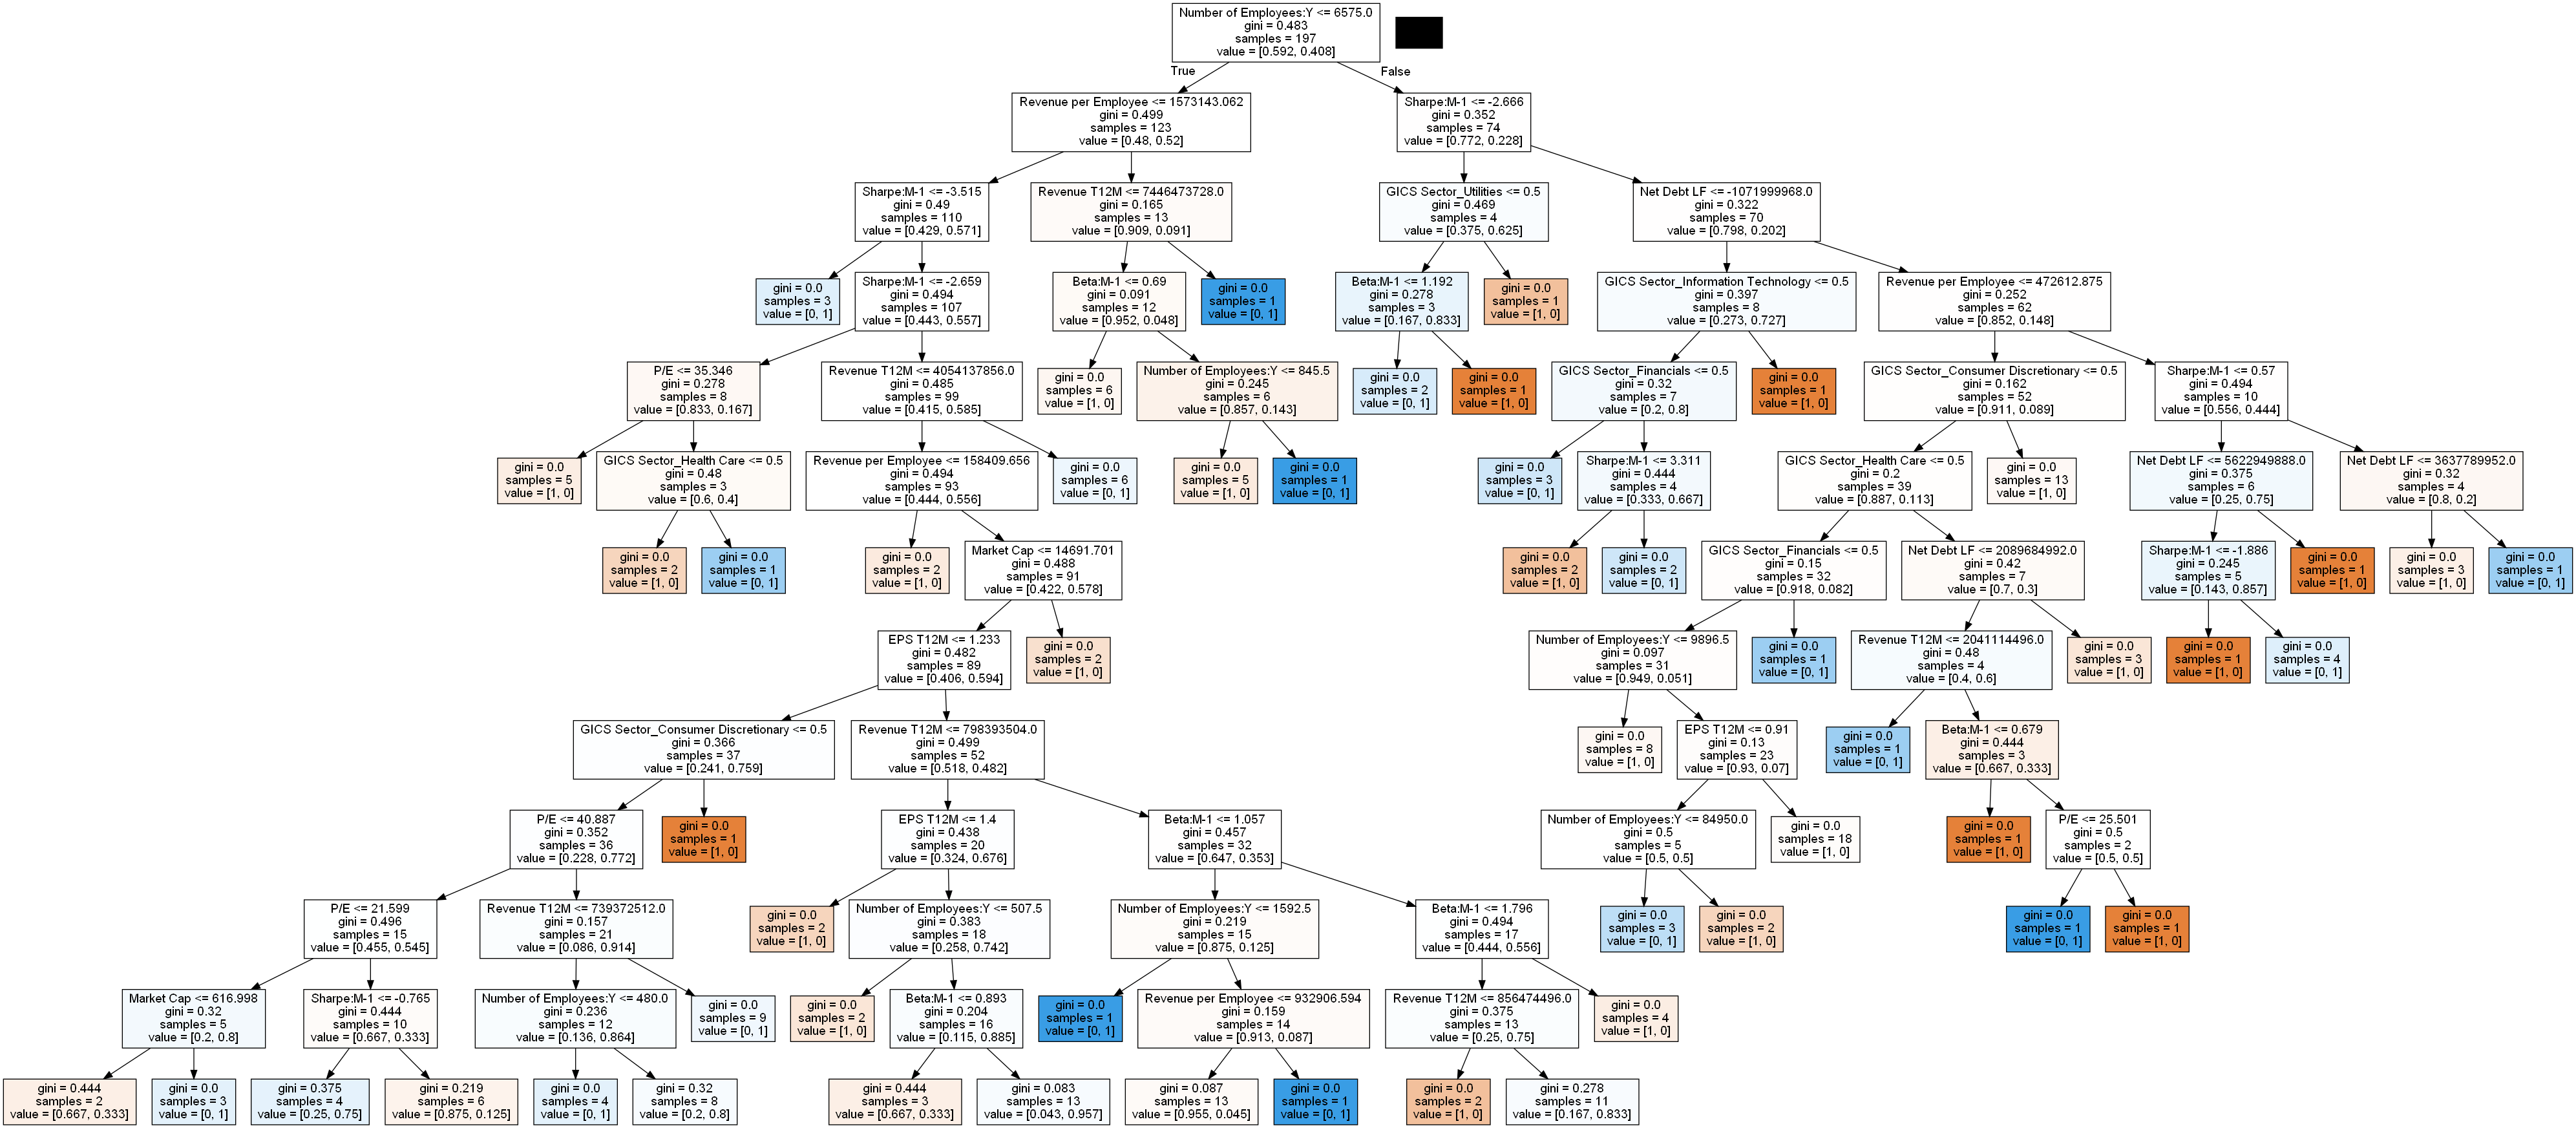 Number of Employees:Y <= 6575.0
gini = 0.483
samples = 197
value = [0.592, 0.408]
True
False
Revenue per Employee <= 1573143.062
gini = 0.499
samples = 123
value = [0.48, 0.52]
Sharpe:M-1 <= -2.666
gini = 0.352
samples = 74
value = [0.772, 0.228]
Sharpe:M-1 <= -3.515
gini = 0.49
samples = 110
value = [0.429, 0.571]
Revenue T12M <= 7446473728.0
gini = 0.165
samples = 13
value = [0.909, 0.091]
GICS Sector_Utilities <= 0.5
gini = 0.469
samples = 4
value = [0.375, 0.625]
Net Debt LF <= -1071999968.0
gini = 0.322
samples = 70
value = [0.798, 0.202]
gini = 0.0
samples = 3
value = [0, 1]
Sharpe:M-1 <= -2.659
gini = 0.494
samples = 107
value = [0.443, 0.557]
Beta:M-1 <= 0.69
gini = 0.091
samples = 12
value = [0.952, 0.048]
gini = 0.0
samples = 1
value = [0, 1]
Beta:M-1 <= 1.192
gini = 0.278
samples = 3
value = [0.167, 0.833]
gini = 0.0
samples = 1
value = [1, 0]
GICS Sector_Information Technology <= 0.5
gini = 0.397
samples = 8
value = [0.273, 0.727]
Revenue per Employee <= 472612.875
gini = 0.252
samples = 62
value = [0.852, 0.148]
P/E <= 35.346
gini = 0.278
samples = 8
value = [0.833, 0.167]
Revenue T12M <= 4054137856.0
gini = 0.485
samples = 99
value = [0.415, 0.585]
gini = 0.0
samples = 6
value = [1, 0]
Number of Employees:Y <= 845.5
gini = 0.245
samples = 6
value = [0.857, 0.143]
gini = 0.0
samples = 2
value = [0, 1]
gini = 0.0
samples = 1
value = [1, 0]
GICS Sector_Financials <= 0.5
gini = 0.32
samples = 7
value = [0.2, 0.8]
gini = 0.0
samples = 1
value = [1, 0]
GICS Sector_Consumer Discretionary <= 0.5
gini = 0.162
samples = 52
value = [0.911, 0.089]
Sharpe:M-1 <= 0.57
gini = 0.494
samples = 10
value = [0.556, 0.444]
gini = 0.0
samples = 5
value = [1, 0]
GICS Sector_Health Care <= 0.5
gini = 0.48
samples = 3
value = [0.6, 0.4]
Revenue per Employee <= 158409.656
gini = 0.494
samples = 93
value = [0.444, 0.556]
gini = 0.0
samples = 6
value = [0, 1]
gini = 0.0
samples = 5
value = [1, 0]
gini = 0.0
samples = 1
value = [0, 1]
gini = 0.0
samples = 3
value = [0, 1]
Sharpe:M-1 <= 3.311
gini = 0.444
samples = 4
value = [0.333, 0.667]
GICS Sector_Health Care <= 0.5
gini = 0.2
samples = 39
value = [0.887, 0.113]
gini = 0.0
samples = 13
value = [1, 0]
Net Debt LF <= 5622949888.0
gini = 0.375
samples = 6
value = [0.25, 0.75]
Net Debt LF <= 3637789952.0
gini = 0.32
samples = 4
value = [0.8, 0.2]
gini = 0.0
samples = 2
value = [1, 0]
gini = 0.0
samples = 1
value = [0, 1]
gini = 0.0
samples = 2
value = [1, 0]
Market Cap <= 14691.701
gini = 0.488
samples = 91
value = [0.422, 0.578]
gini = 0.0
samples = 2
value = [1, 0]
gini = 0.0
samples = 2
value = [0, 1]
GICS Sector_Financials <= 0.5
gini = 0.15
samples = 32
value = [0.918, 0.082]
Net Debt LF <= 2089684992.0
gini = 0.42
samples = 7
value = [0.7, 0.3]
Sharpe:M-1 <= -1.886
gini = 0.245
samples = 5
value = [0.143, 0.857]
gini = 0.0
samples = 1
value = [1, 0]
gini = 0.0
samples = 3
value = [1, 0]
gini = 0.0
samples = 1
value = [0, 1]
EPS T12M <= 1.233
gini = 0.482
samples = 89
value = [0.406, 0.594]
gini = 0.0
samples = 2
value = [1, 0]
Number of Employees:Y <= 9896.5
gini = 0.097
samples = 31
value = [0.949, 0.051]
gini = 0.0
samples = 1
value = [0, 1]
Revenue T12M <= 2041114496.0
gini = 0.48
samples = 4
value = [0.4, 0.6]
gini = 0.0
samples = 3
value = [1, 0]
gini = 0.0
samples = 1
value = [1, 0]
gini = 0.0
samples = 4
value = [0, 1]
GICS Sector_Consumer Discretionary <= 0.5
gini = 0.366
samples = 37
value = [0.241, 0.759]
Revenue T12M <= 798393504.0
gini = 0.499
samples = 52
value = [0.518, 0.482]
gini = 0.0
samples = 8
value = [1, 0]
EPS T12M <= 0.91
gini = 0.13
samples = 23
value = [0.93, 0.07]
gini = 0.0
samples = 1
value = [0, 1]
Beta:M-1 <= 0.679
gini = 0.444
samples = 3
value = [0.667, 0.333]
P/E <= 40.887
gini = 0.352
samples = 36
value = [0.228, 0.772]
gini = 0.0
samples = 1
value = [1, 0]
EPS T12M <= 1.4
gini = 0.438
samples = 20
value = [0.324, 0.676]
Beta:M-1 <= 1.057
gini = 0.457
samples = 32
value = [0.647, 0.353]
Number of Employees:Y <= 84950.0
gini = 0.5
samples = 5
value = [0.5, 0.5]
gini = 0.0
samples = 18
value = [1, 0]
gini = 0.0
samples = 1
value = [1, 0]
P/E <= 25.501
gini = 0.5
samples = 2
value = [0.5, 0.5]
P/E <= 21.599
gini = 0.496
samples = 15
value = [0.455, 0.545]
Revenue T12M <= 739372512.0
gini = 0.157
samples = 21
value = [0.086, 0.914]
gini = 0.0
samples = 2
value = [1, 0]
Number of Employees:Y <= 507.5
gini = 0.383
samples = 18
value = [0.258, 0.742]
Number of Employees:Y <= 1592.5
gini = 0.219
samples = 15
value = [0.875, 0.125]
Beta:M-1 <= 1.796
gini = 0.494
samples = 17
value = [0.444, 0.556]
gini = 0.0
samples = 3
value = [0, 1]
gini = 0.0
samples = 2
value = [1, 0]
gini = 0.0
samples = 1
value = [0, 1]
gini = 0.0
samples = 1
value = [1, 0]
Market Cap <= 616.998
gini = 0.32
samples = 5
value = [0.2, 0.8]
Sharpe:M-1 <= -0.765
gini = 0.444
samples = 10
value = [0.667, 0.333]
Number of Employees:Y <= 480.0
gini = 0.236
samples = 12
value = [0.136, 0.864]
gini = 0.0
samples = 9
value = [0, 1]
gini = 0.0
samples = 2
value = [1, 0]
Beta:M-1 <= 0.893
gini = 0.204
samples = 16
value = [0.115, 0.885]
gini = 0.0
samples = 1
value = [0, 1]
Revenue per Employee <= 932906.594
gini = 0.159
samples = 14
value = [0.913, 0.087]
Revenue T12M <= 856474496.0
gini = 0.375
samples = 13
value = [0.25, 0.75]
gini = 0.0
samples = 4
value = [1, 0]
gini = 0.444
samples = 2
value = [0.667, 0.333]
gini = 0.0
samples = 3
value = [0, 1]
gini = 0.375
samples = 4
value = [0.25, 0.75]
gini = 0.219
samples = 6
value = [0.875, 0.125]
gini = 0.0
samples = 4
value = [0, 1]
gini = 0.32
samples = 8
value = [0.2, 0.8]
gini = 0.444
samples = 3
value = [0.667, 0.333]
gini = 0.083
samples = 13
value = [0.043, 0.957]
gini = 0.087
samples = 13
value = [0.955, 0.045]
gini = 0.0
samples = 1
value = [0, 1]
gini = 0.0
samples = 2
value = [1, 0]
gini = 0.278
samples = 11
value = [0.167, 0.833]